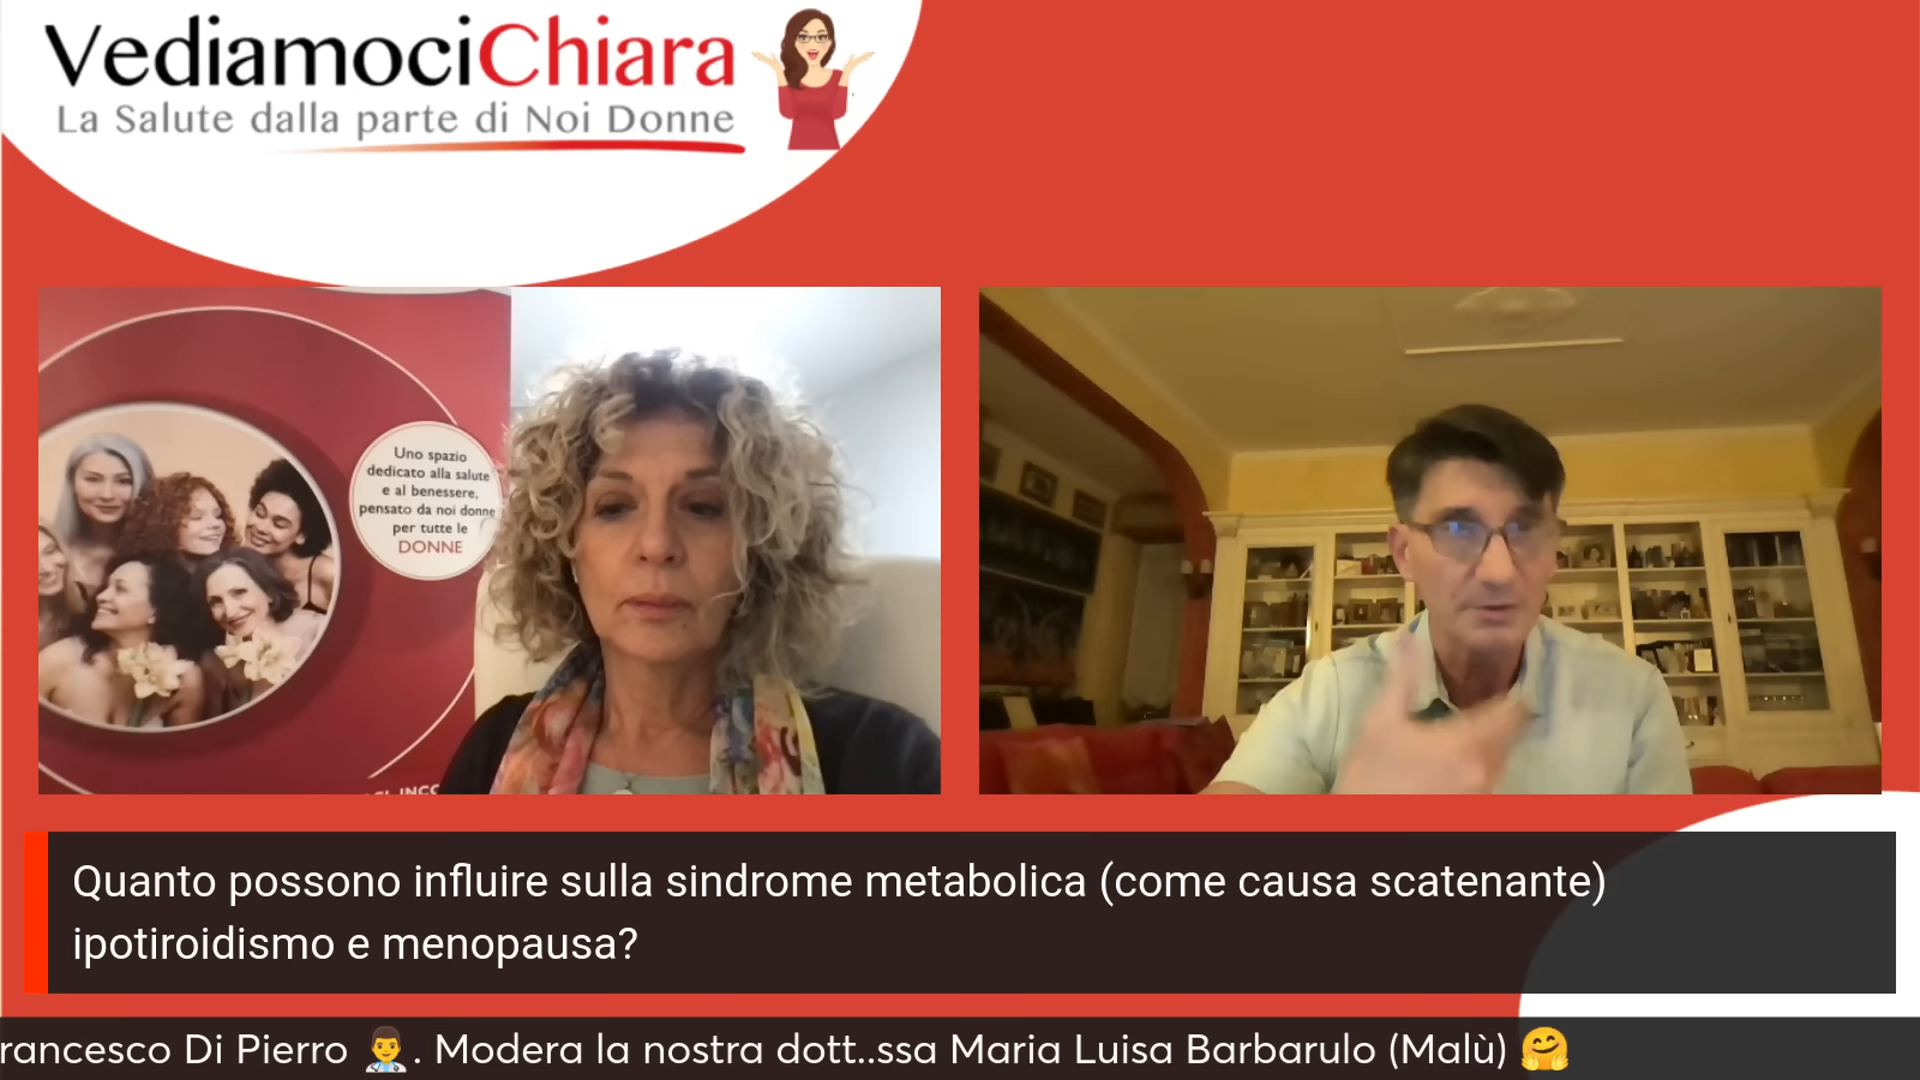 VediamociChiara
La Salute dalla parte di Noi Donne
Uno spazio
dedicato alla salute
e al benessere,
pensato da noi donne
per tutte le
DONNE
Quanto possono influire sulla sindrome metabolica (come causa scatenante)
ipotiroidismo e menopausa?
rancesco Di Pierro 👨‍⚕️. Modera la nostra dott..ssa Maria Luisa Barbarulo (Malù) 🤗